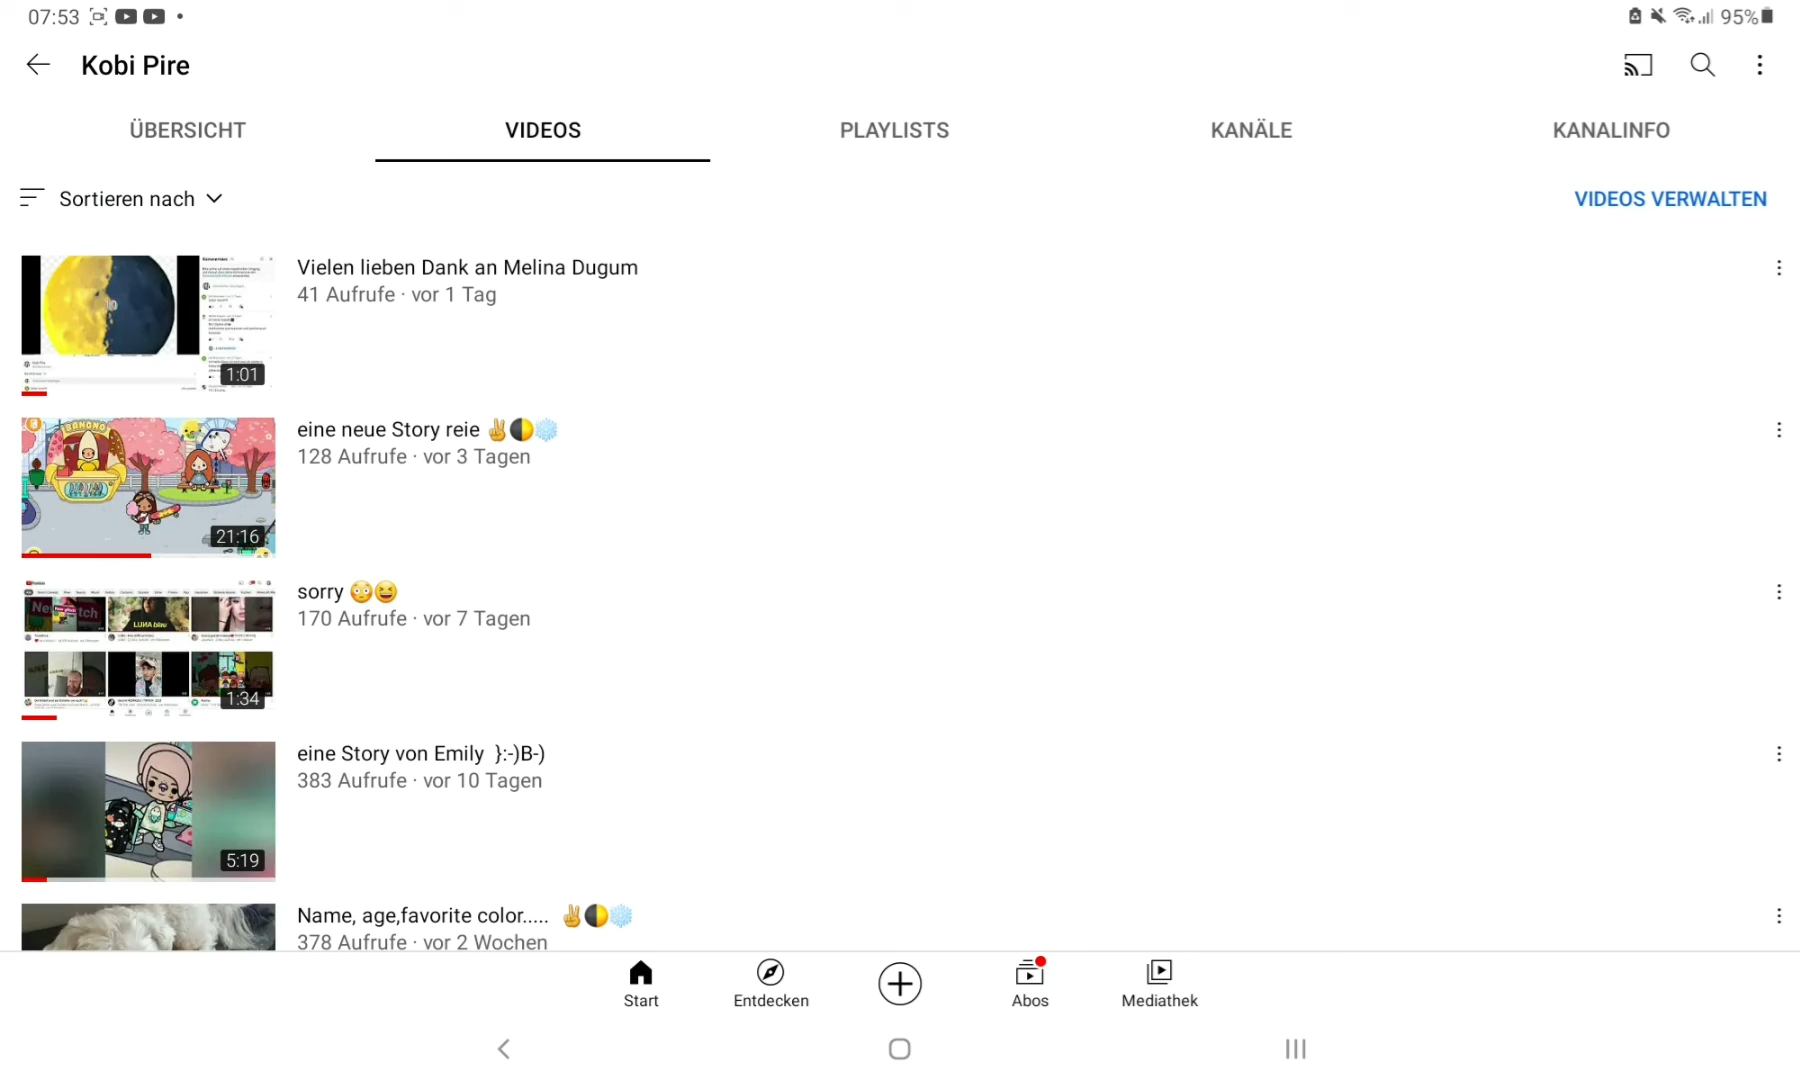 07:53
95%
Kobi Pire
ÜBERSICHT
VIDEOS
PLAYLISTS
KANÄLE
KANALINFO
Sortieren nach
VIDEOS VERWALTEN
Vielen lieben Dank an Melina Dugum
41 Aufrufe · vor 1 Tag
1:01
eine neue Story reie ✌️🌓❄️
128 Aufrufe · vor 3 Tagen
BANANA
21:16
sorry 😳😆
170 Aufrufe · vor 7 Tagen
LUNA blau
1:34
eine Story von Emily }:-)B-)
383 Aufrufe · vor 10 Tagen
5:19
Name, age,favorite color..... ✌️🌓❄️
378 Aufrufe · vor 2 Wochen
Start
Entdecken
Abos
Mediathek